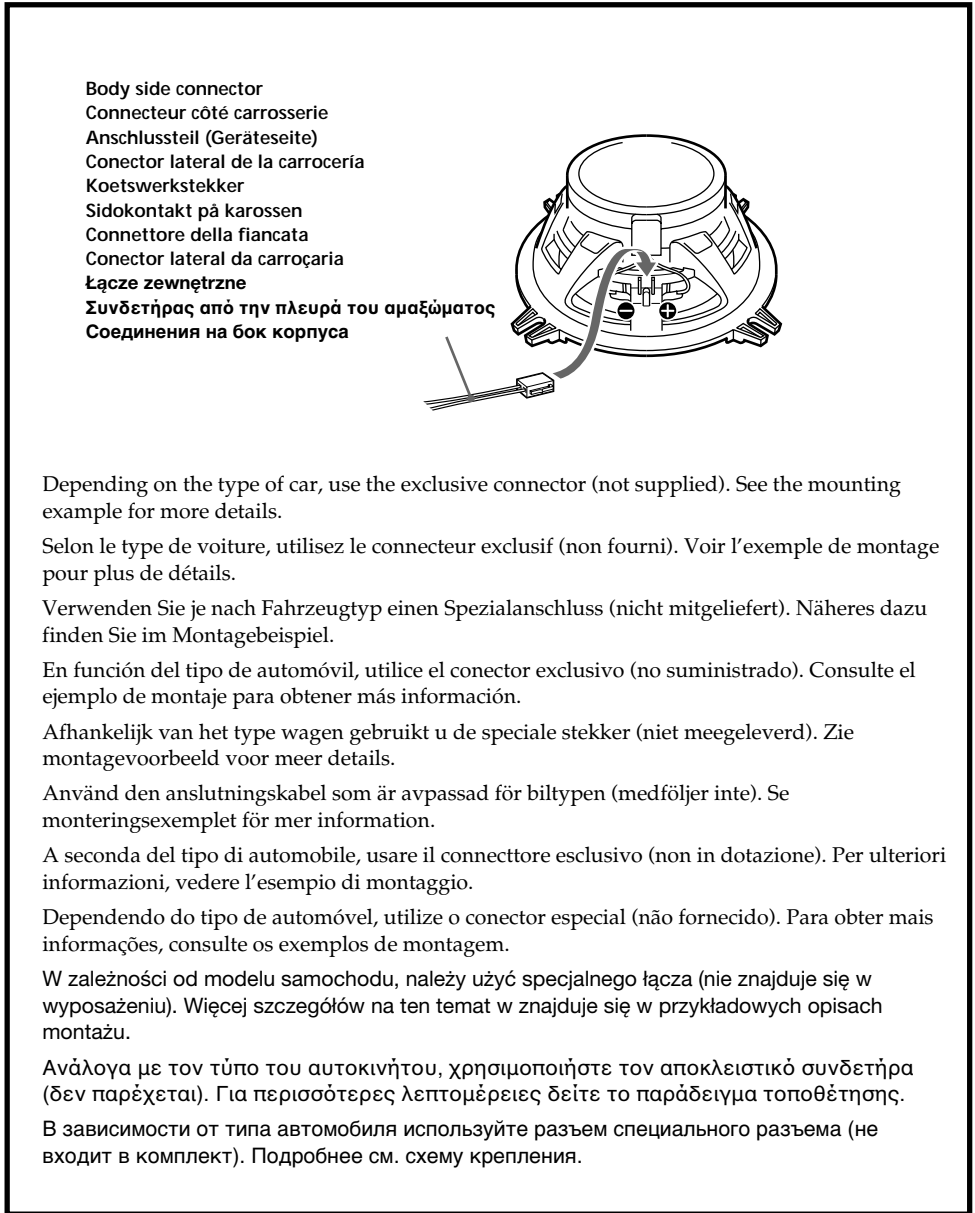 Body side connector
Connecteur côté carrosserie
Anschlussteil (Geräteseite)
Conector lateral de la carrocería
Koetswerkstekker
Sidokontakt på karossen
Connettore della fiancata
Conector lateral da carroçaria
Łącze zewnętrzne
Συνδετήρας από την πλευρά του αμαξώματος
Соединения на бок корпуса
Depending on the type of car, use the exclusive connector (not supplied). See the mounting
example for more details.
Selon le type de voiture, utilisez le connecteur exclusif (non fourni). Voir l'exemple de montage
pour plus de détails.
Verwenden Sie je nach Fahrzeugtyp einen Spezialanschluss (nicht mitgeliefert). Näheres dazu
finden Sie im Montagebeispiel.
En función del tipo de automóvil, utilice el conector exclusivo (no suministrado). Consulte el
ejemplo de montaje para obtener más información.
Afhankelijk van het type wagen gebruikt u de speciale stekker (niet meegeleverd). Zie
montagevoorbeeld voor meer details.
Använd den anslutningskabel som är avpassad för biltypen (medföljer inte). Se
monteringsexemplet för mer information.
A seconda del tipo di automobile, usare il connecttore esclusivo (non in dotazione). Per ulteriori
informazioni, vedere l'esempio di montaggio.
Dependendo do tipo de automóvel, utilize o conector especial (não fornecido). Para obter mais
informações, consulte os exemplos de montagem.
W zależności od modelu samochodu, należy użyć specjalnego łącza (nie znajduje się w
wyposażeniu). Więcej szczegółów na ten temat w znajduje się w przykładowych opisach
montażu.
Ανάλογα με τον τύπο του αυτοκινήτου, χρησιμοποιήστε τον αποκλειστικό συνδετήρα
(δεν παρέχεται). Για περισσότερες λεπτομέρειες δείτε το παράδειγμα τοποθέτησης.
В зависимости от типа автомобиля используйте разъем специального разъема (не
входит в комплект). Подробнее см. схему крепления.